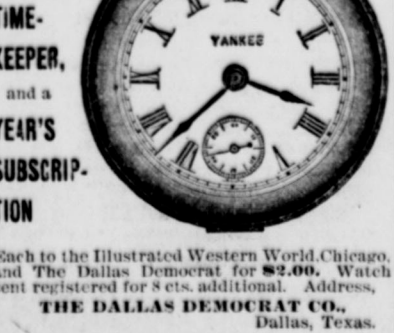 TIME-
KEEPER,
and a
YEAR'S
SUBSCRIP-
TION
YANKEE
Each to the Illustrated Western World, Chicago,
and The Dallas Democrat for $2.00. Watch
sent registered for 8 cts. additional. Address,
THE DALLAS DEMOCRAT CO.,
Dallas, Texas.